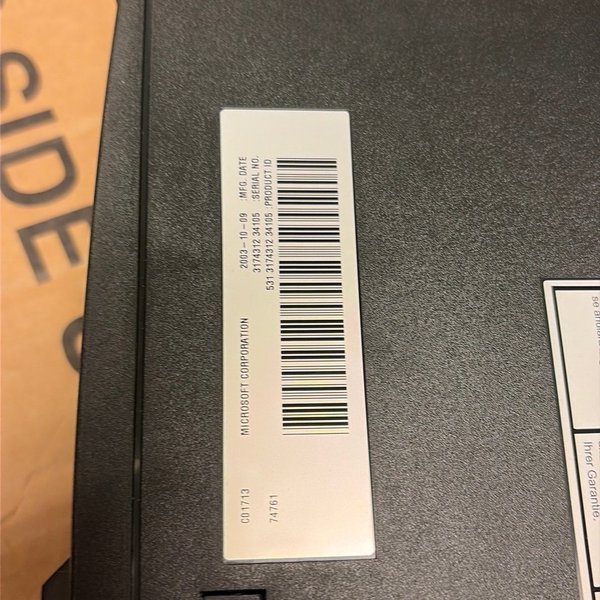 SIDE
2003-10-09 :MFG. DATE
3174312 34105 :SERIAL NO.
531 3174312 34105 :PRODUCT ID
MICROSOFT CORPORATION
C01713
74761
Ihrer Garantie.